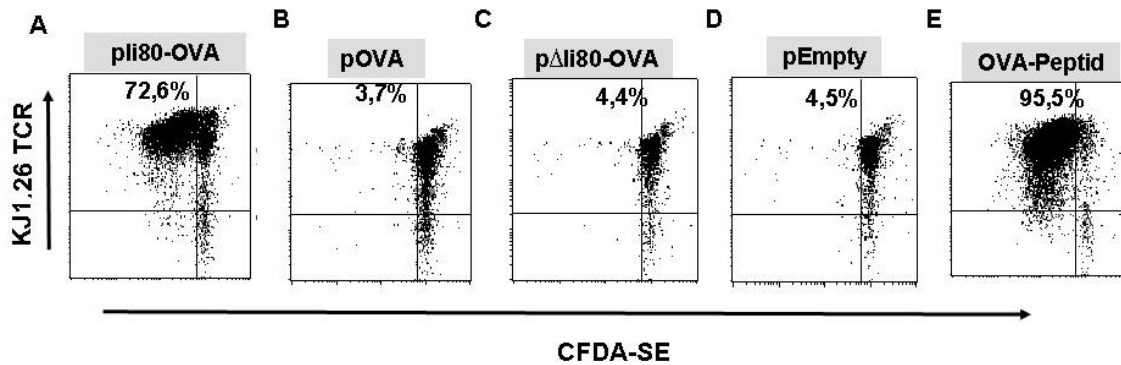 A
B
C
D
E
pIi80-OVA
pOVA
p∆Ii80-OVA
pEmpty
OVA-Peptid
72,6%
3,7%
4,4%
4,5%
95,5%
KJ1.26 TCR
CFDA-SE